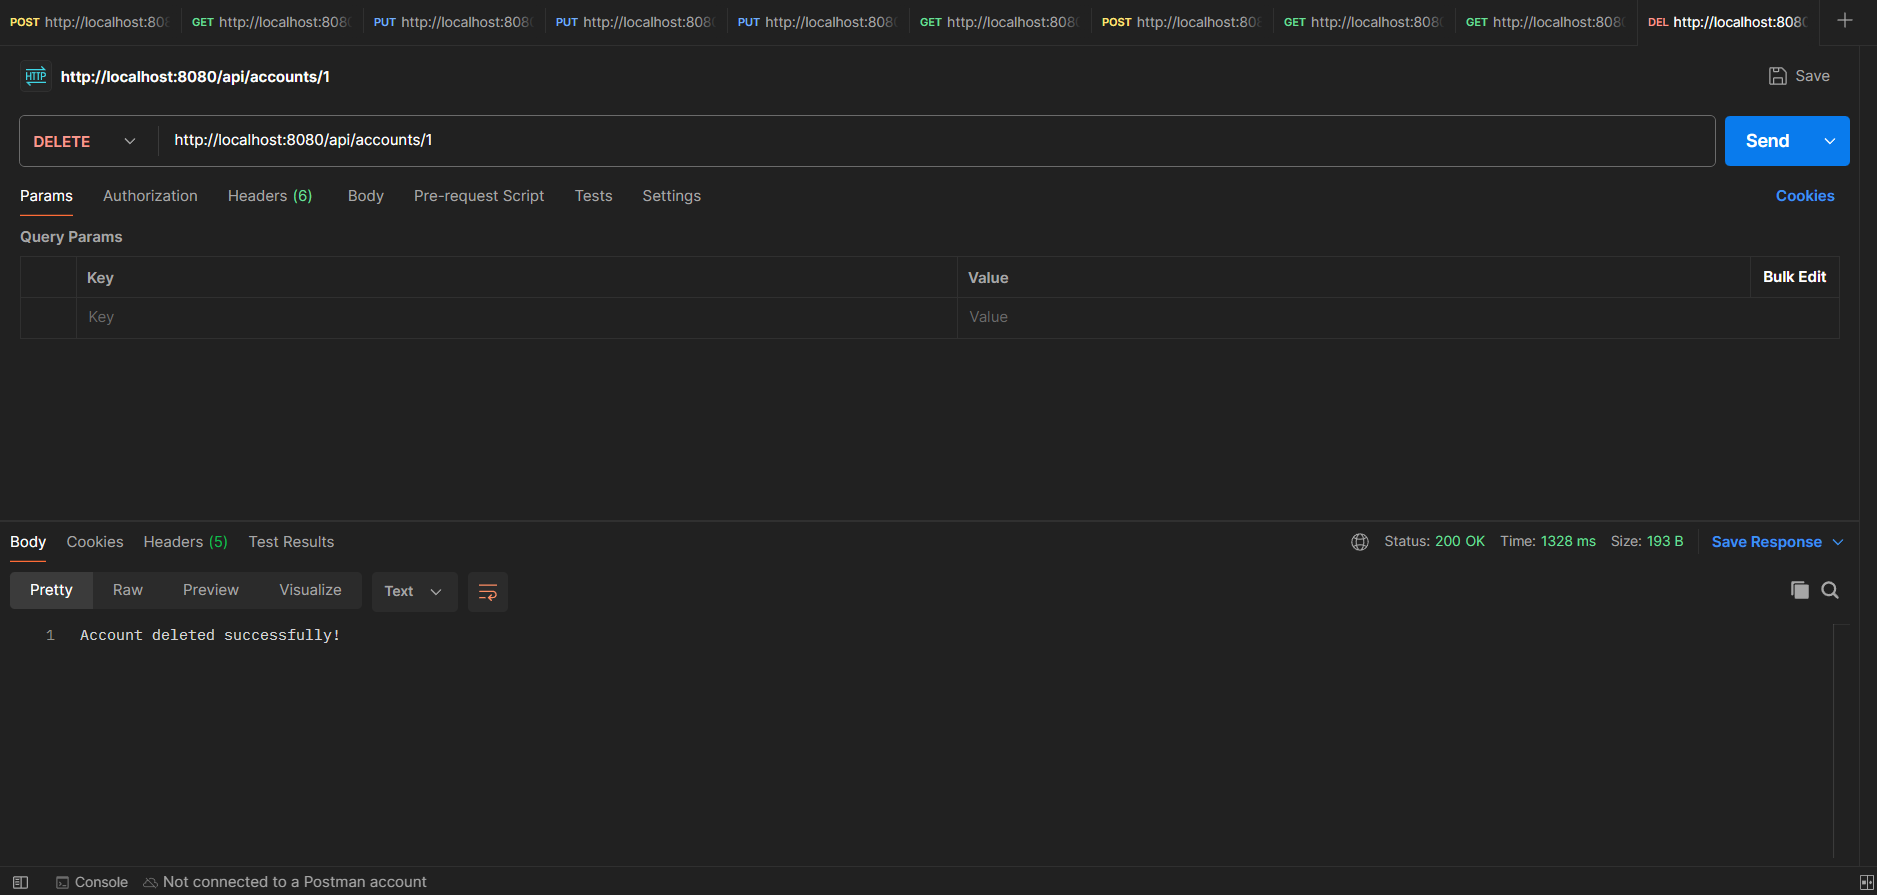 POST http://localhost:808 GET http://localhost:808 PUT http://localhost:808 PUT http://localhost:808 PUT http://localhost:808 GET http://localhost:808 POST http://localhost:808 GET http://localhost:808 GET http://localhost:808 DEL http://localhost:8080
HTTP http://localhost:8080/api/accounts/1 Save
DELETE http://localhost:8080/api/accounts/1 Send
Params Authorization Headers (6) Body Pre-request Script Tests Settings Cookies
Query Params
Key Value Bulk Edit
Key Value
Body Cookies Headers (5) Test Results Status: 200 OK Time: 1328 ms Size: 193 B Save Response
Pretty Raw Preview Visualize Text
1 Account deleted successfully!
Console Not connected to a Postman account